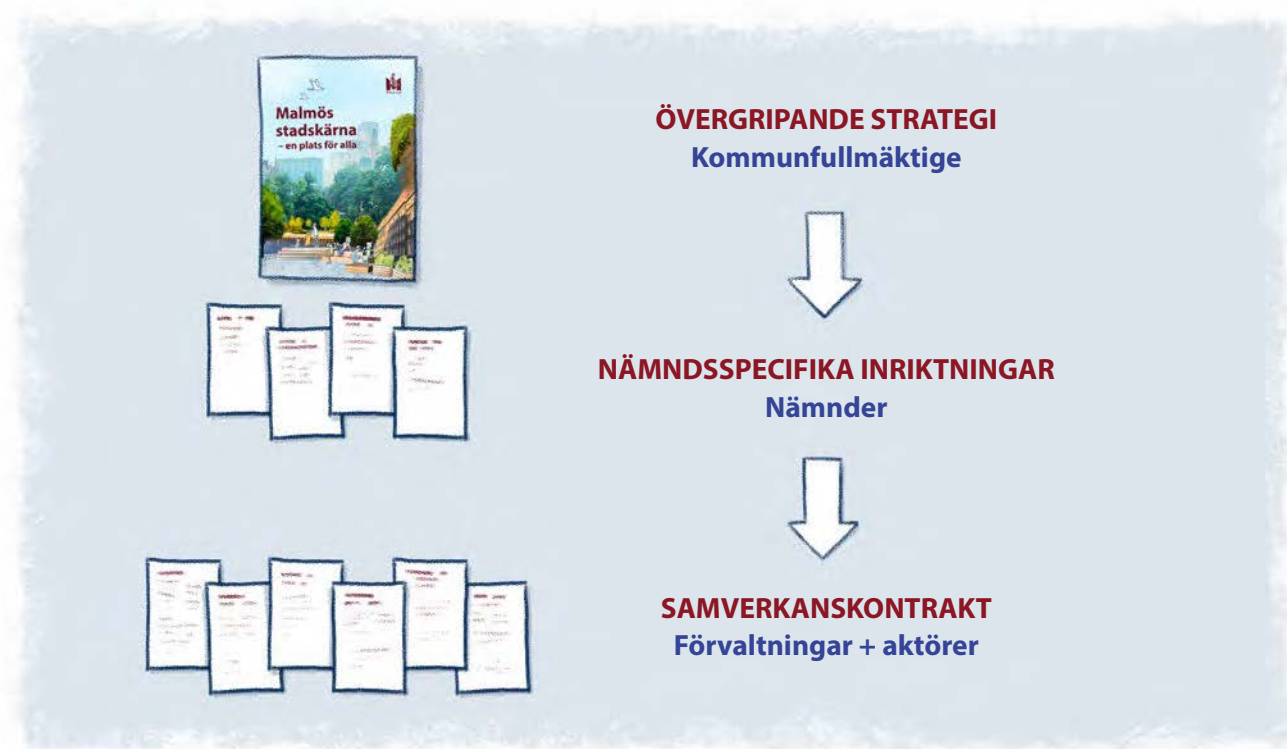 Malmös
stadskärna
– en plats för alla
ÖVERGRIPANDE STRATEGI
Kommunfullmäktige
NÄMNDSSPECIFIKA INRIKTNINGAR
Nämnder
SAMVERKANSKONTRAKT
Förvaltningar + aktörer